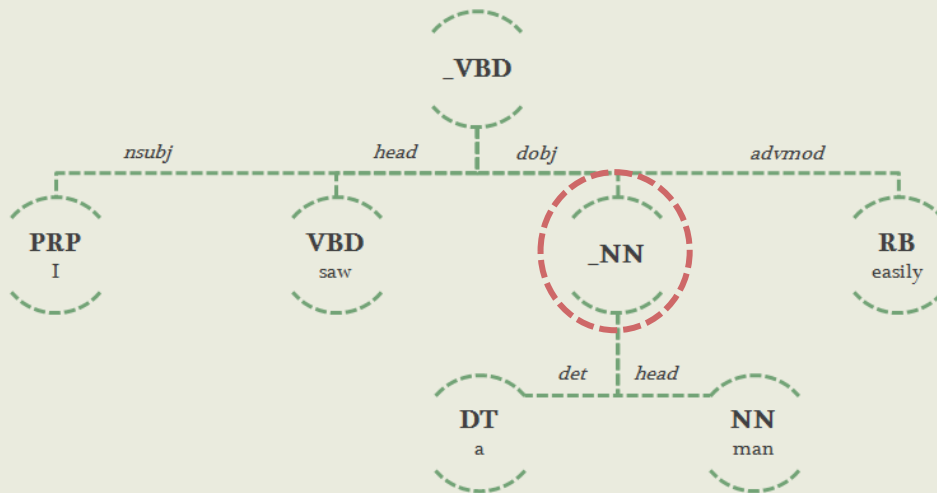 _VBD
nsubj head dobj advmod
PRP VBD _NN RB
I saw easily
det head
DT NN
a man